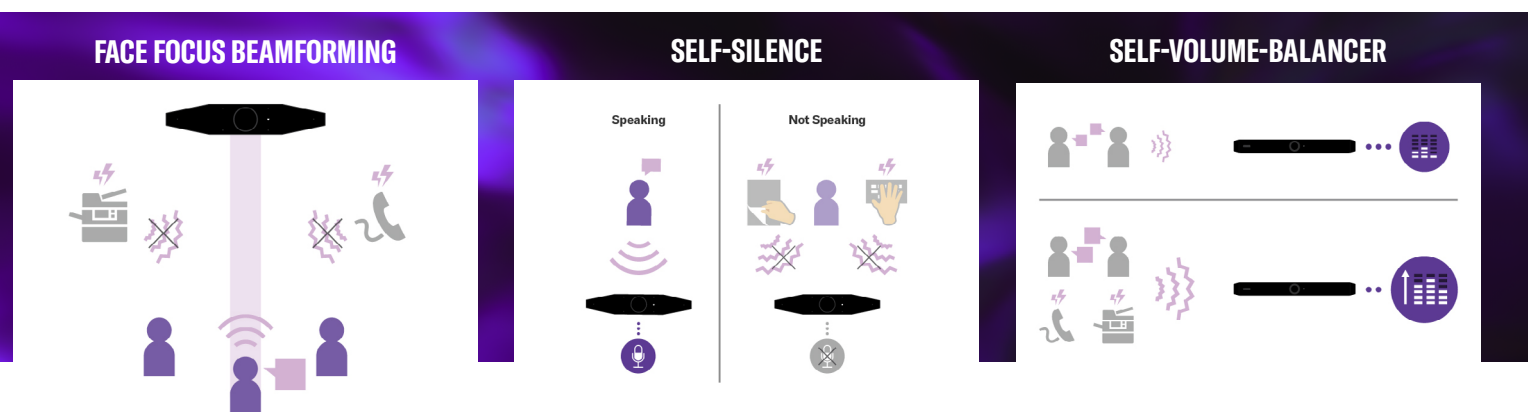 FACE FOCUS BEAMFORMING
SELF-SILENCE
Speaking
Not Speaking
SELF-VOLUME-BALANCER